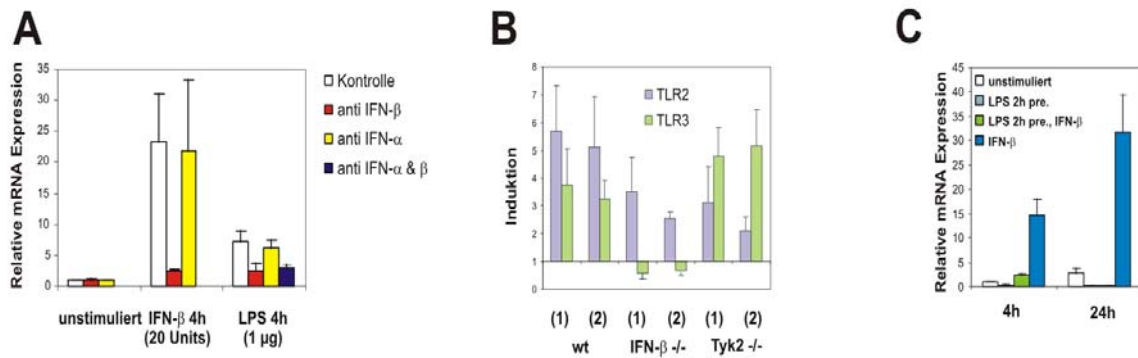 A
Relative mRNA Expression
35
30
25
20
15
10
5
0
unstimuliert
IFN-β 4h
(20 Units)
LPS 4h
(1 µg)
Kontrolle
anti IFN-β
anti IFN-α
anti IFN-α & β
B
Induktion
8
7
6
5
4
3
2
1
0
TLR2
TLR3
(1) (2) (1) (2) (1) (2)
wt IFN-β -/- Tyk2 -/-
C
Relative mRNA Expression
45
40
35
30
25
20
15
10
5
0
unstimuliert
LPS 2h pre.
LPS 2h pre., IFN-β
IFN-β
4h 24h